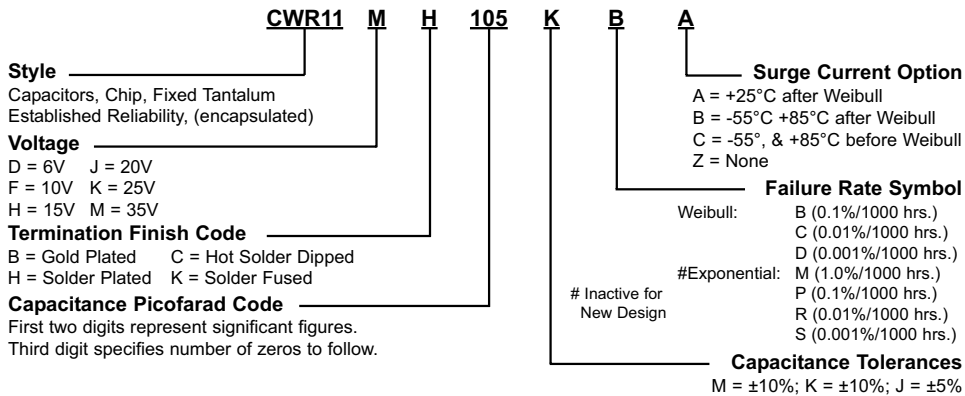 CWR11 M H 105 K B A
Style
Capacitors, Chip, Fixed Tantalum
Established Reliability, (encapsulated)
Voltage
D = 6V J = 20V
F = 10V K = 25V
H = 15V M = 35V
Termination Finish Code
B = Gold Plated C = Hot Solder Dipped
H = Solder Plated K = Solder Fused
Capacitance Picofarad Code
First two digits represent significant figures.
Third digit specifies number of zeros to follow.
Surge Current Option
A = +25°C after Weibull
B = -55°C +85°C after Weibull
C = -55°, & +85°C before Weibull
Z = None
Failure Rate Symbol
Weibull: B (0.1%/1000 hrs.)
C (0.01%/1000 hrs.)
D (0.001%/1000 hrs.)
#Exponential: M (1.0%/1000 hrs.)
P (0.1%/1000 hrs.)
R (0.01%/1000 hrs.)
S (0.001%/1000 hrs.)
# Inactive for
New Design
Capacitance Tolerances
M = ±10%; K = ±10%; J = ±5%